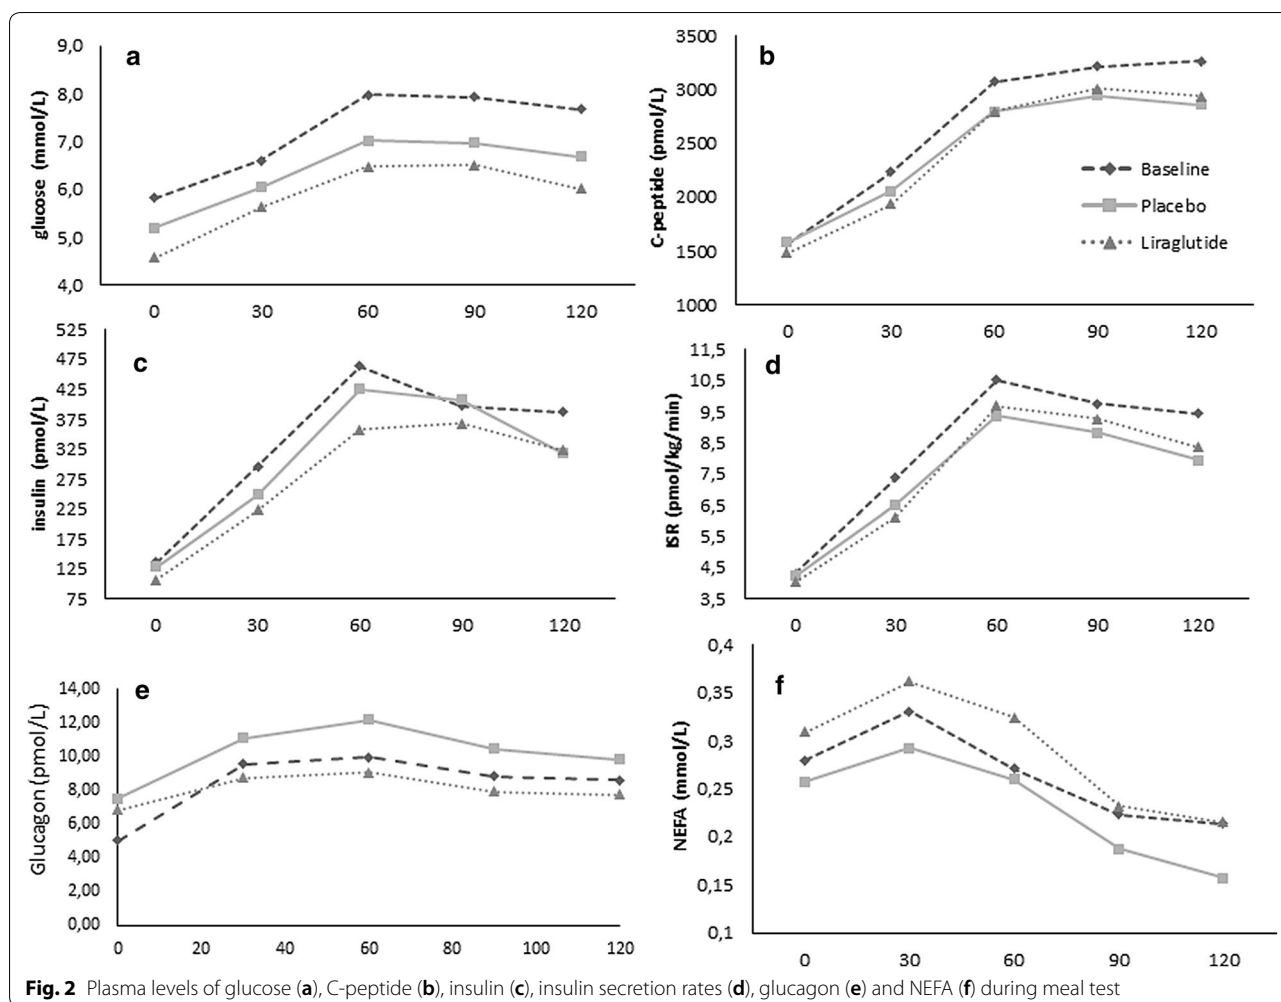 a
glucose (mmol/L)
9,0
8,0
7,0
6,0
5,0
4,0
0 30 60 90 120
b
C-peptide (pmol/L)
3500
3000
2500
2000
1500
1000
0 30 60 90 120
Baseline
Placebo
Liraglutide
c
insulin (pmol/L)
525
475
425
375
325
275
225
175
125
75
0 30 60 90 120
d
ISR (pmol/kg/min)
11,5
10,5
9,5
8,5
7,5
6,5
5,5
4,5
3,5
0 30 60 90 120
e
Glucagon (pmol/L)
14,00
12,00
10,00
8,00
6,00
4,00
2,00
0,00
0 20 40 60 80 100 120
f
NEFA (mmol/L)
0,4
0,35
0,3
0,25
0,2
0,15
0,1
0 30 60 90 120
Fig. 2 Plasma levels of glucose (a), C-peptide (b), insulin (c), insulin secretion rates (d), glucagon (e) and NEFA (f) during meal test